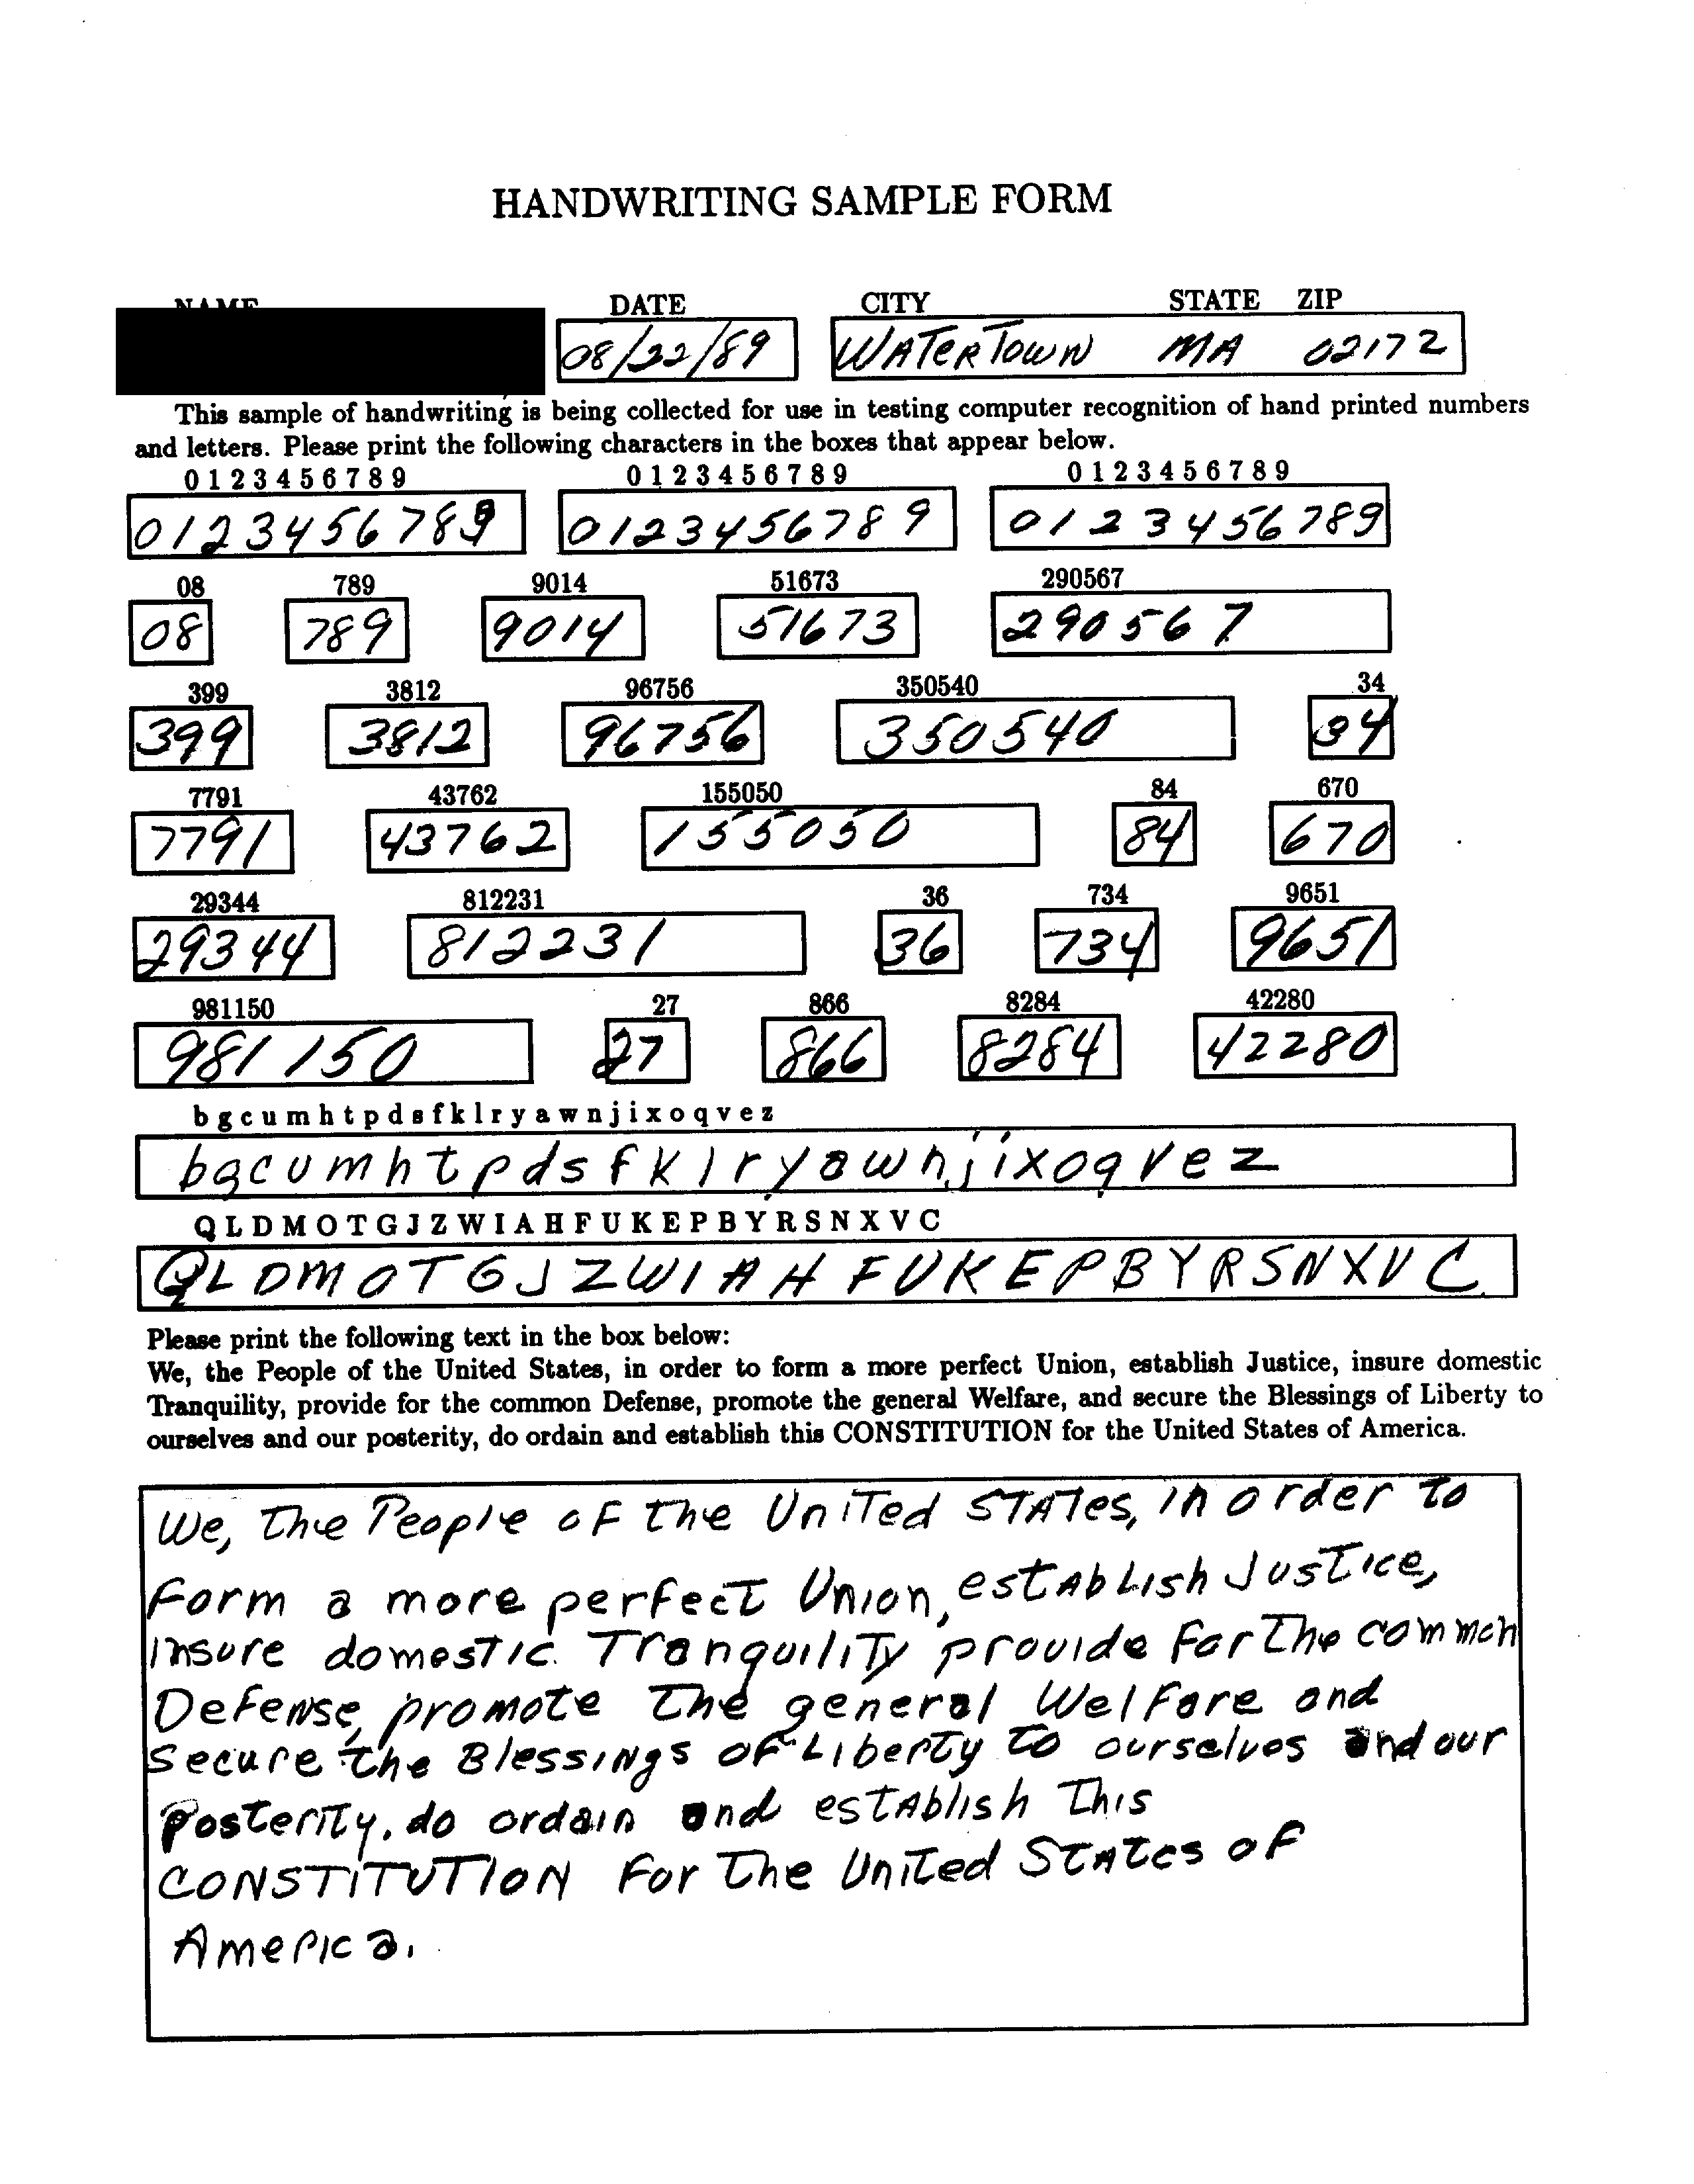 HANDWRITING SAMPLE FORM
NAME DATE CITY STATE ZIP
08/22/89 WATERTOWN MA 02172
This sample of handwriting is being collected for use in testing computer recognition of hand printed numbers
and letters. Please print the following characters in the boxes that appear below.
0 1 2 3 4 5 6 7 8 9 0 1 2 3 4 5 6 7 8 9 0 1 2 3 4 5 6 7 8 9
0123456789 0123456789 0123456789
08 789 9014 51673 290567
08 789 9014 51673 290567
399 3812 96756 350540 34
399 3812 96756 350540 34
7791 43762 155050 84 670
7791 43762 155050 84 670
29344 812231 36 734 9651
29344 812231 36 734 9651
981150 27 866 8284 42280
981150 27 866 8284 42280
b g c u m h t p d s f k l r y a w n j i x o q v e z
b g c u m h t p d s f k l r y a w n j i x o q v e z
Q L D M O T G J Z W I A H F U K E P B Y R S N X V C
Q L D M O T G J Z W I A H F U K E P B Y R S N X V C
Please print the following text in the box below:
We, the People of the United States, in order to form a more perfect Union, establish Justice, insure domestic
Tranquility, provide for the common Defense, promote the general Welfare, and secure the Blessings of Liberty to
ourselves and our posterity, do ordain and establish this CONSTITUTION for the United States of America.
We, the People of the United STATes, in order to
Form a more perfect Union, estAbLish Justice,
insure domestic Tranquility provide for the common
Defense, promote the general Welfare and
Secure the Blessings of Liberty to ourselves and our
posterity, do ordain and estAblish This
CONSTITUTION For the United States of
America.